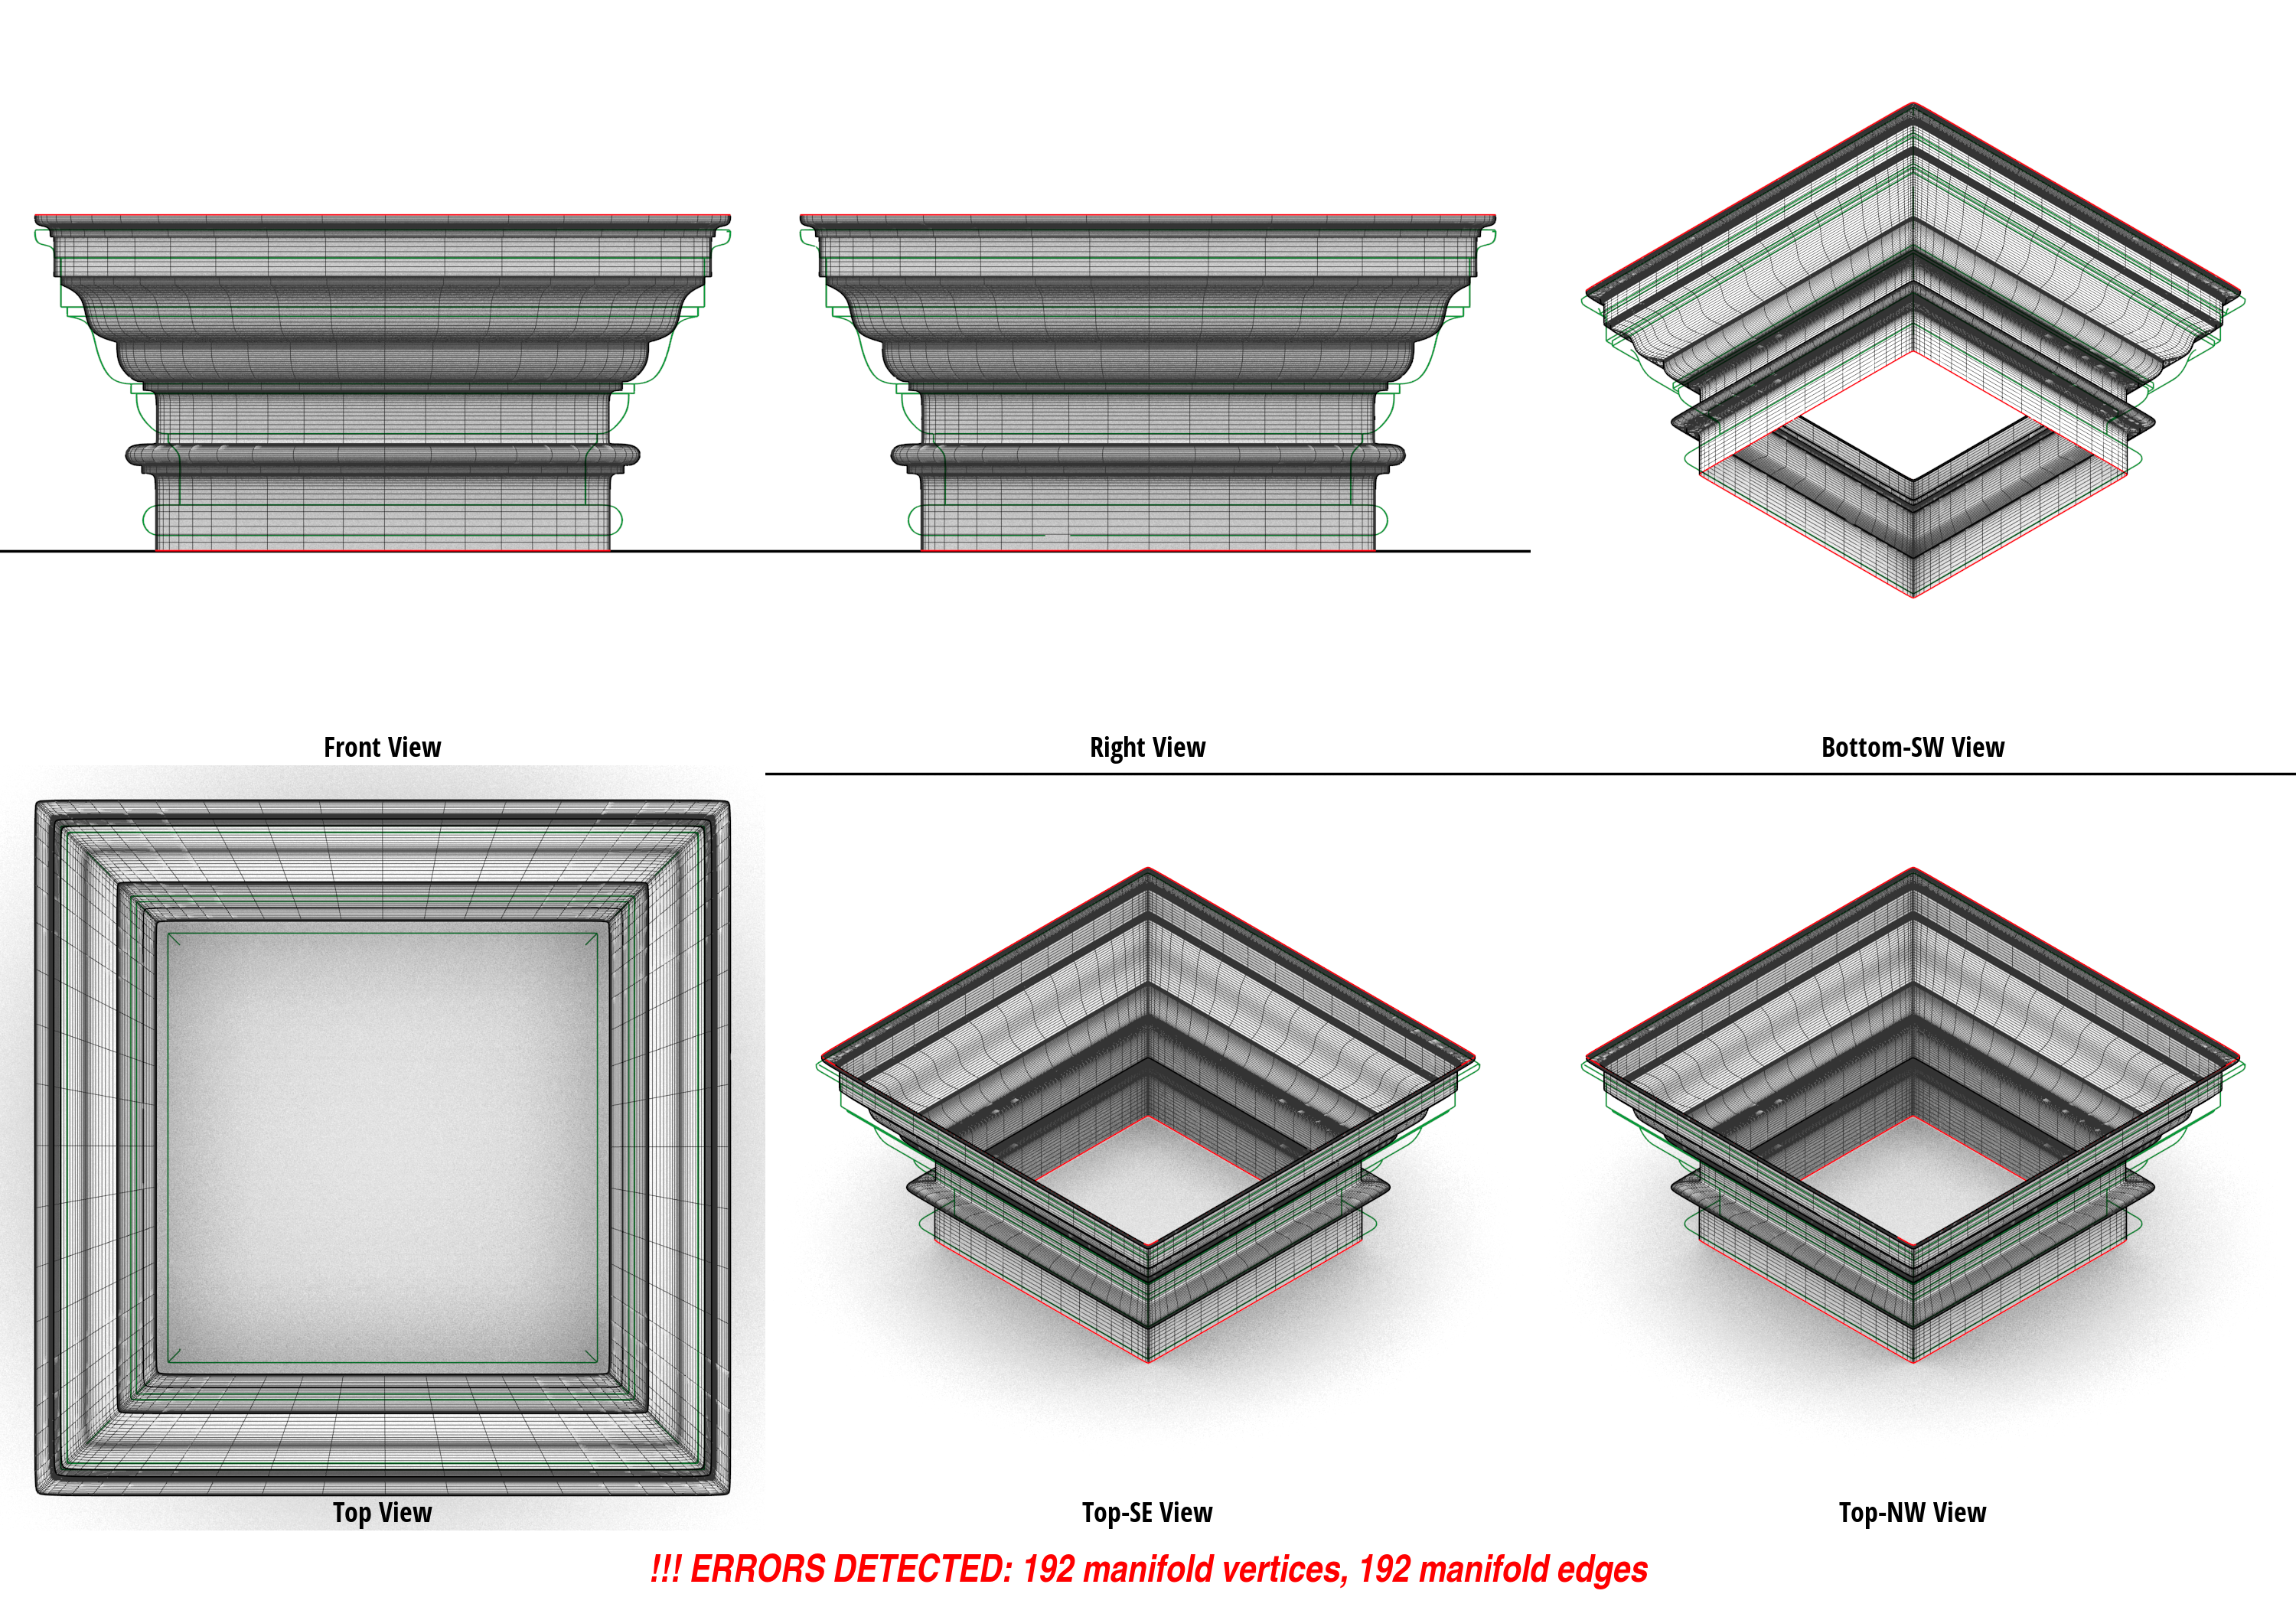 Front View
Right View
Bottom-SW View
Top View
Top-SE View
Top-NW View
!!! ERRORS DETECTED: 192 manifold vertices, 192 manifold edges